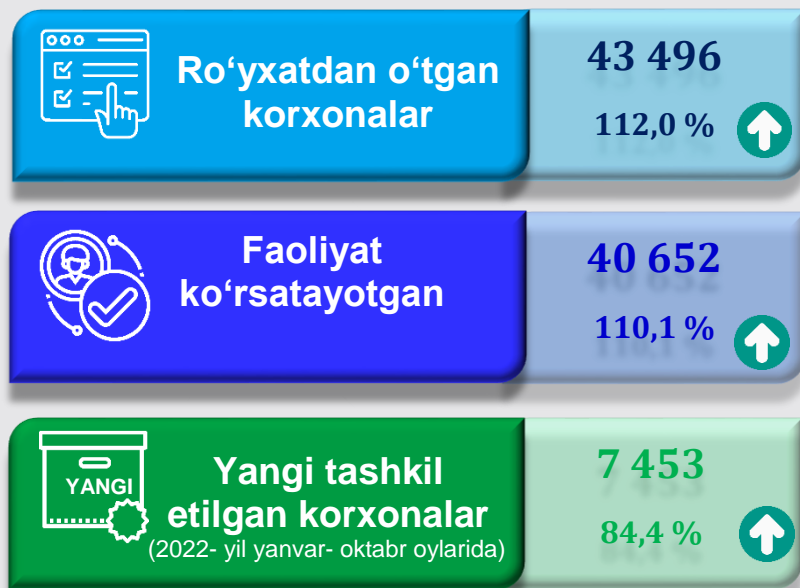 Ro‘yxatdan o‘tgan
korxonalar
43 496
112,0 %
Faoliyat
ko‘rsatayotgan
40 652
110,1 %
YANGI
Yangi tashkil
etilgan korxonalar
(2022- yil yanvar- oktabr oylarida)
7 453
84,4 %